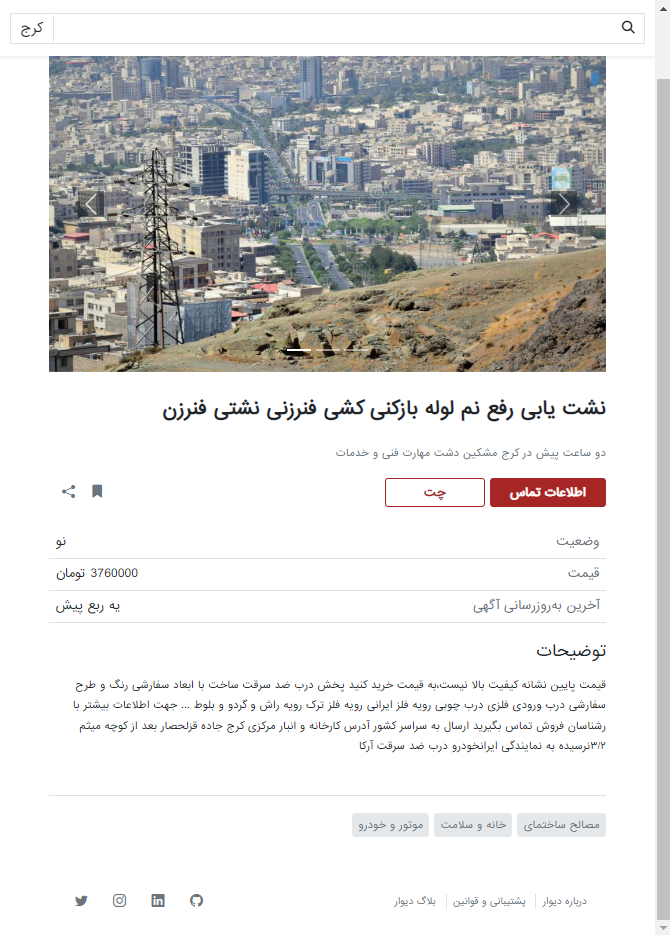 کرج
نشت یابی رفع نم لوله بازکنی کشی فنرزنی نشتی فنرزن
دو ساعت پیش در کرج مشکین دشت مهارت فنی و خدمات
اطلاعات تماس
چت
وضعیت
نو
قیمت
3760000 تومان
آخرین به‌روزرسانی آگهی
یه ربع پیش
توضیحات
قیمت پایین نشانه کیفیت بالا نیست،به قیمت خرید کنید پخش درب ضد سرقت ساخت با ابعاد سفارشی رنگ و طرح
سفارشی درب ورودی فلزی درب چوبی رویه فلز ایرانی رویه فلز ترک رویه راش و گردو و بلوط ... جهت اطلاعات بیشتر با
رشناسان فروش تماس بگیرید ارسال به سراسر کشور آدرس کارخانه و انبار مرکزی کرج جاده قزلحصار بعد از کوچه میثم
۳/۲نرسیده به نمایندگی ایرانخودرو درب ضد سرقت آرکا
مصالح ساختمای
خانه و سلامت
موتور و خودرو
درباره دیوار
پشتیبانی و قوانین
بلاگ دیوار